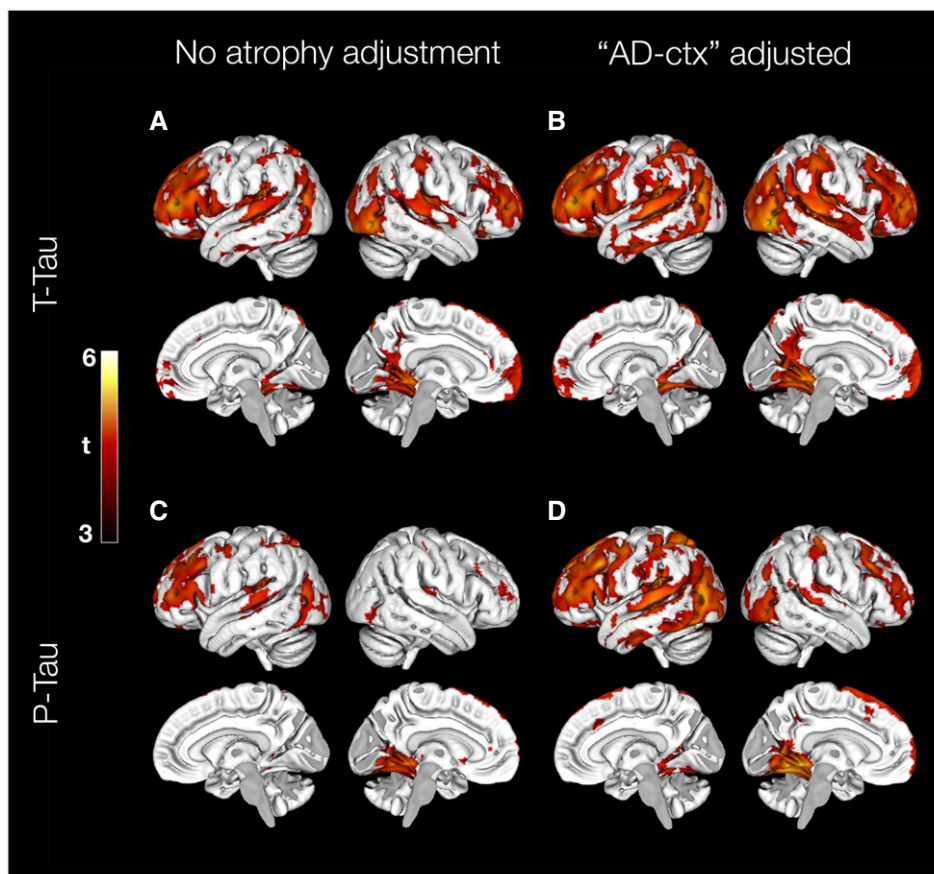 No atrophy adjustment
“AD-ctx” adjusted
A
B
T-Tau
6
t
3
C
D
P-Tau